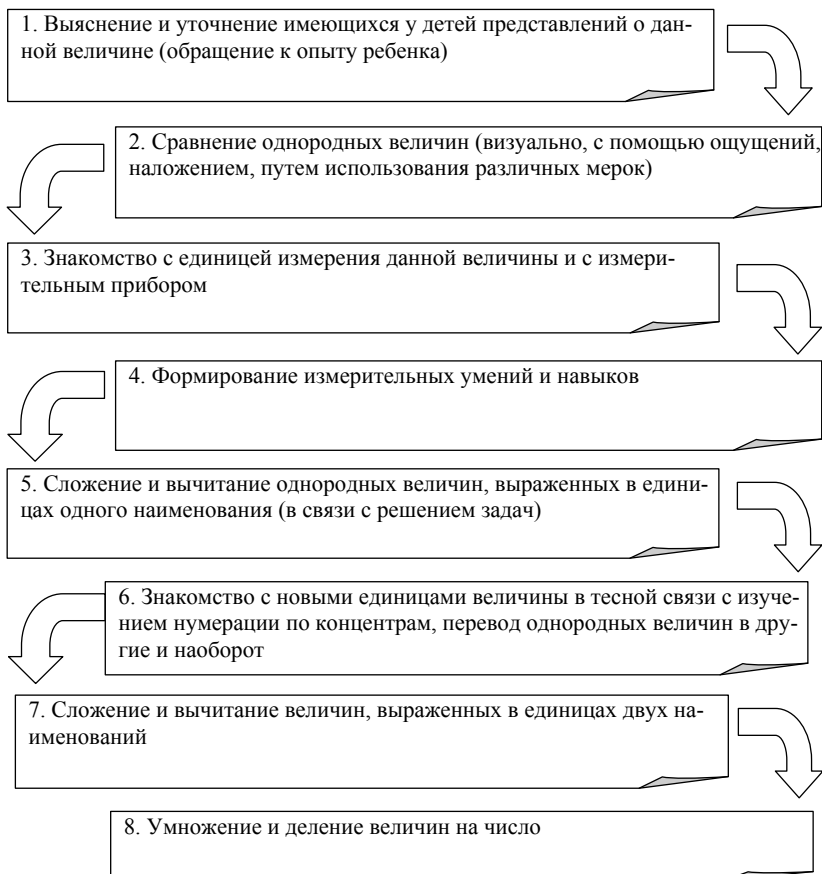 1. Выяснение и уточнение имеющихся у детей представлений о дан-
ной величине (обращение к опыту ребенка)
2. Сравнение однородных величин (визуально, с помощью ощущений,
наложением, путем использования различных мерок)
3. Знакомство с единицей измерения данной величины и с измери-
тельным прибором
4. Формирование измерительных умений и навыков
5. Сложение и вычитание однородных величин, выраженных в едини-
цах одного наименования (в связи с решением задач)
6. Знакомство с новыми единицами величины в тесной связи с изуче-
нием нумерации по концентрам, перевод однородных величин в дру-
гие и наоборот
7. Сложение и вычитание величин, выраженных в единицах двух на-
именований
8. Умножение и деление величин на число